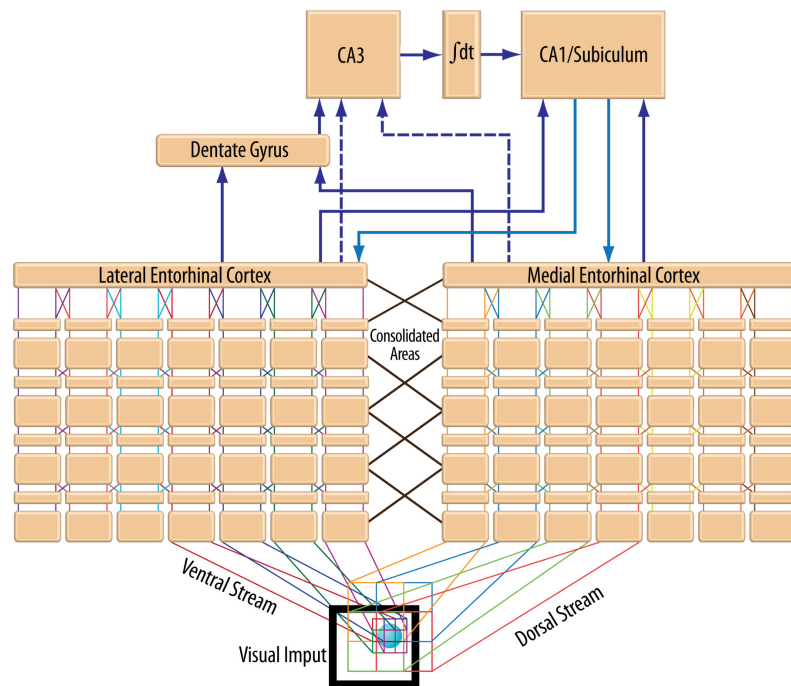 CA3
∫dt
CA1/Subiculum
Dentate Gyrus
Lateral Entorhinal Cortex
Medial Entorhinal Cortex
Consolidated
Areas
Ventral Stream
Dorsal Stream
Visual Imput